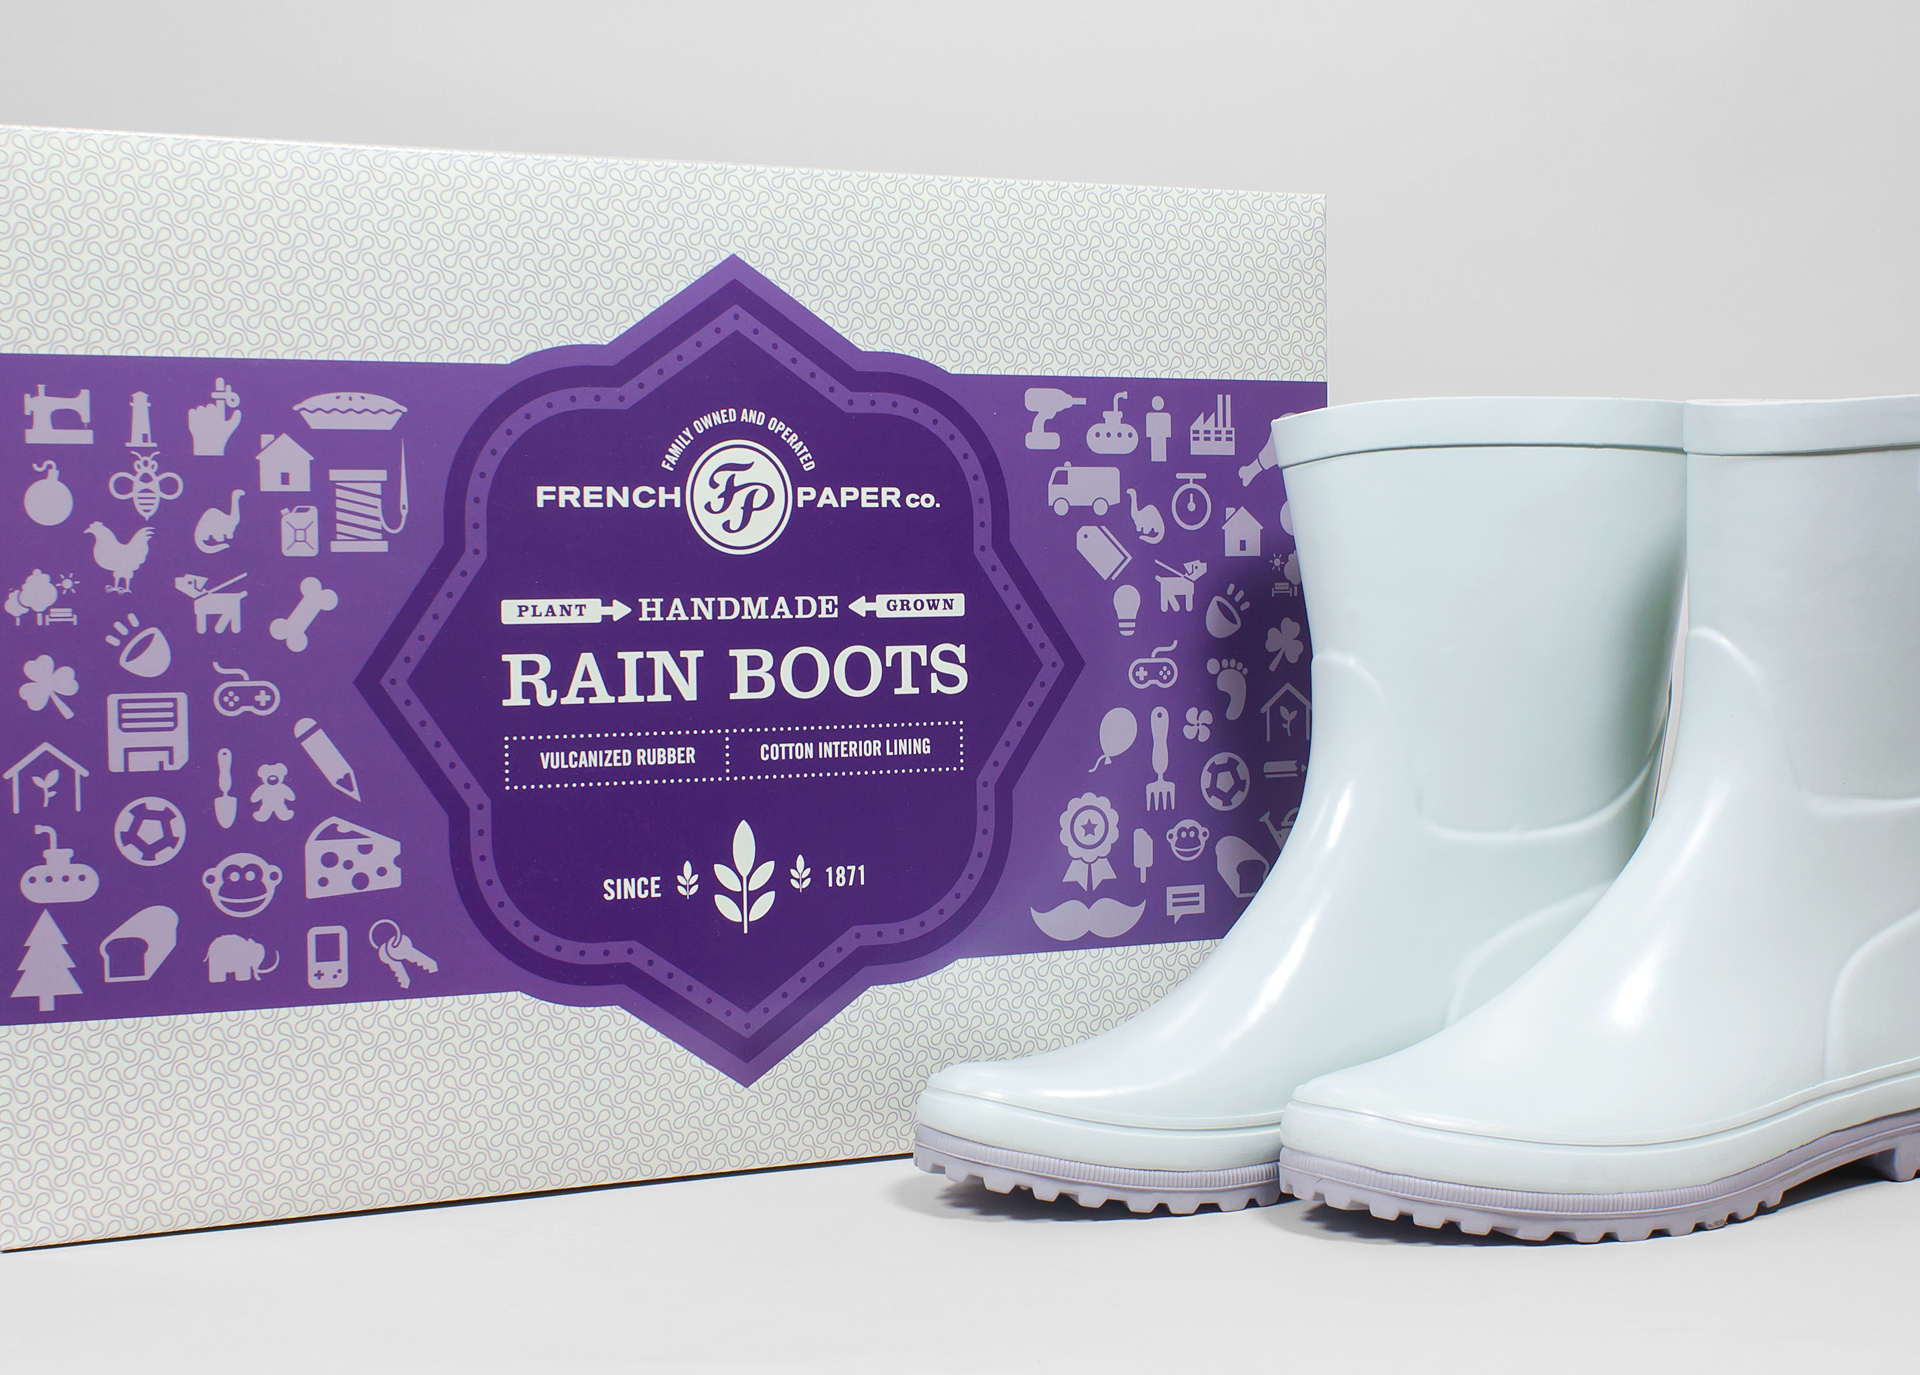 FAMILY OWNED AND OPERATED
FRENCH FP PAPER CO.
PLANT HANDMADE GROWN
RAIN BOOTS
VULCANIZED RUBBER COTTON INTERIOR LINING
SINCE 1871